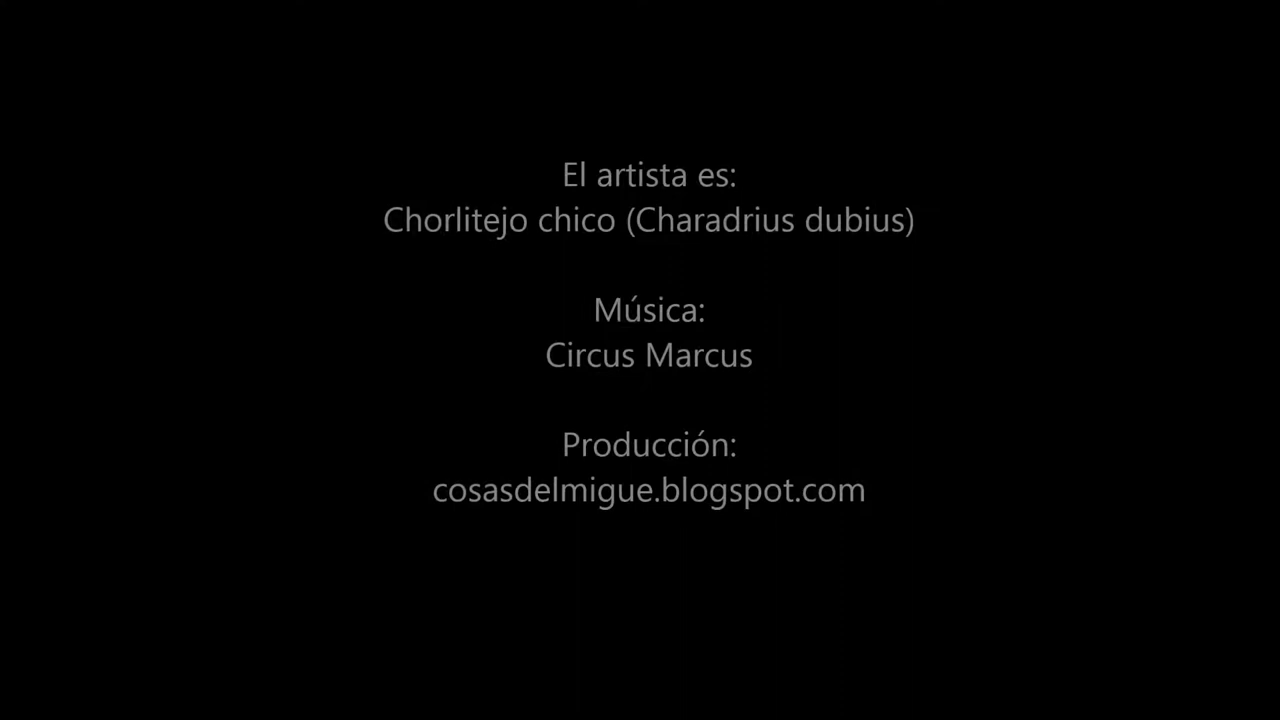 El artista es:
Chorlitejo chico (Charadrius dubius)
Música:
Circus Marcus
Producción:
cosasdelmigue.blogspot.com